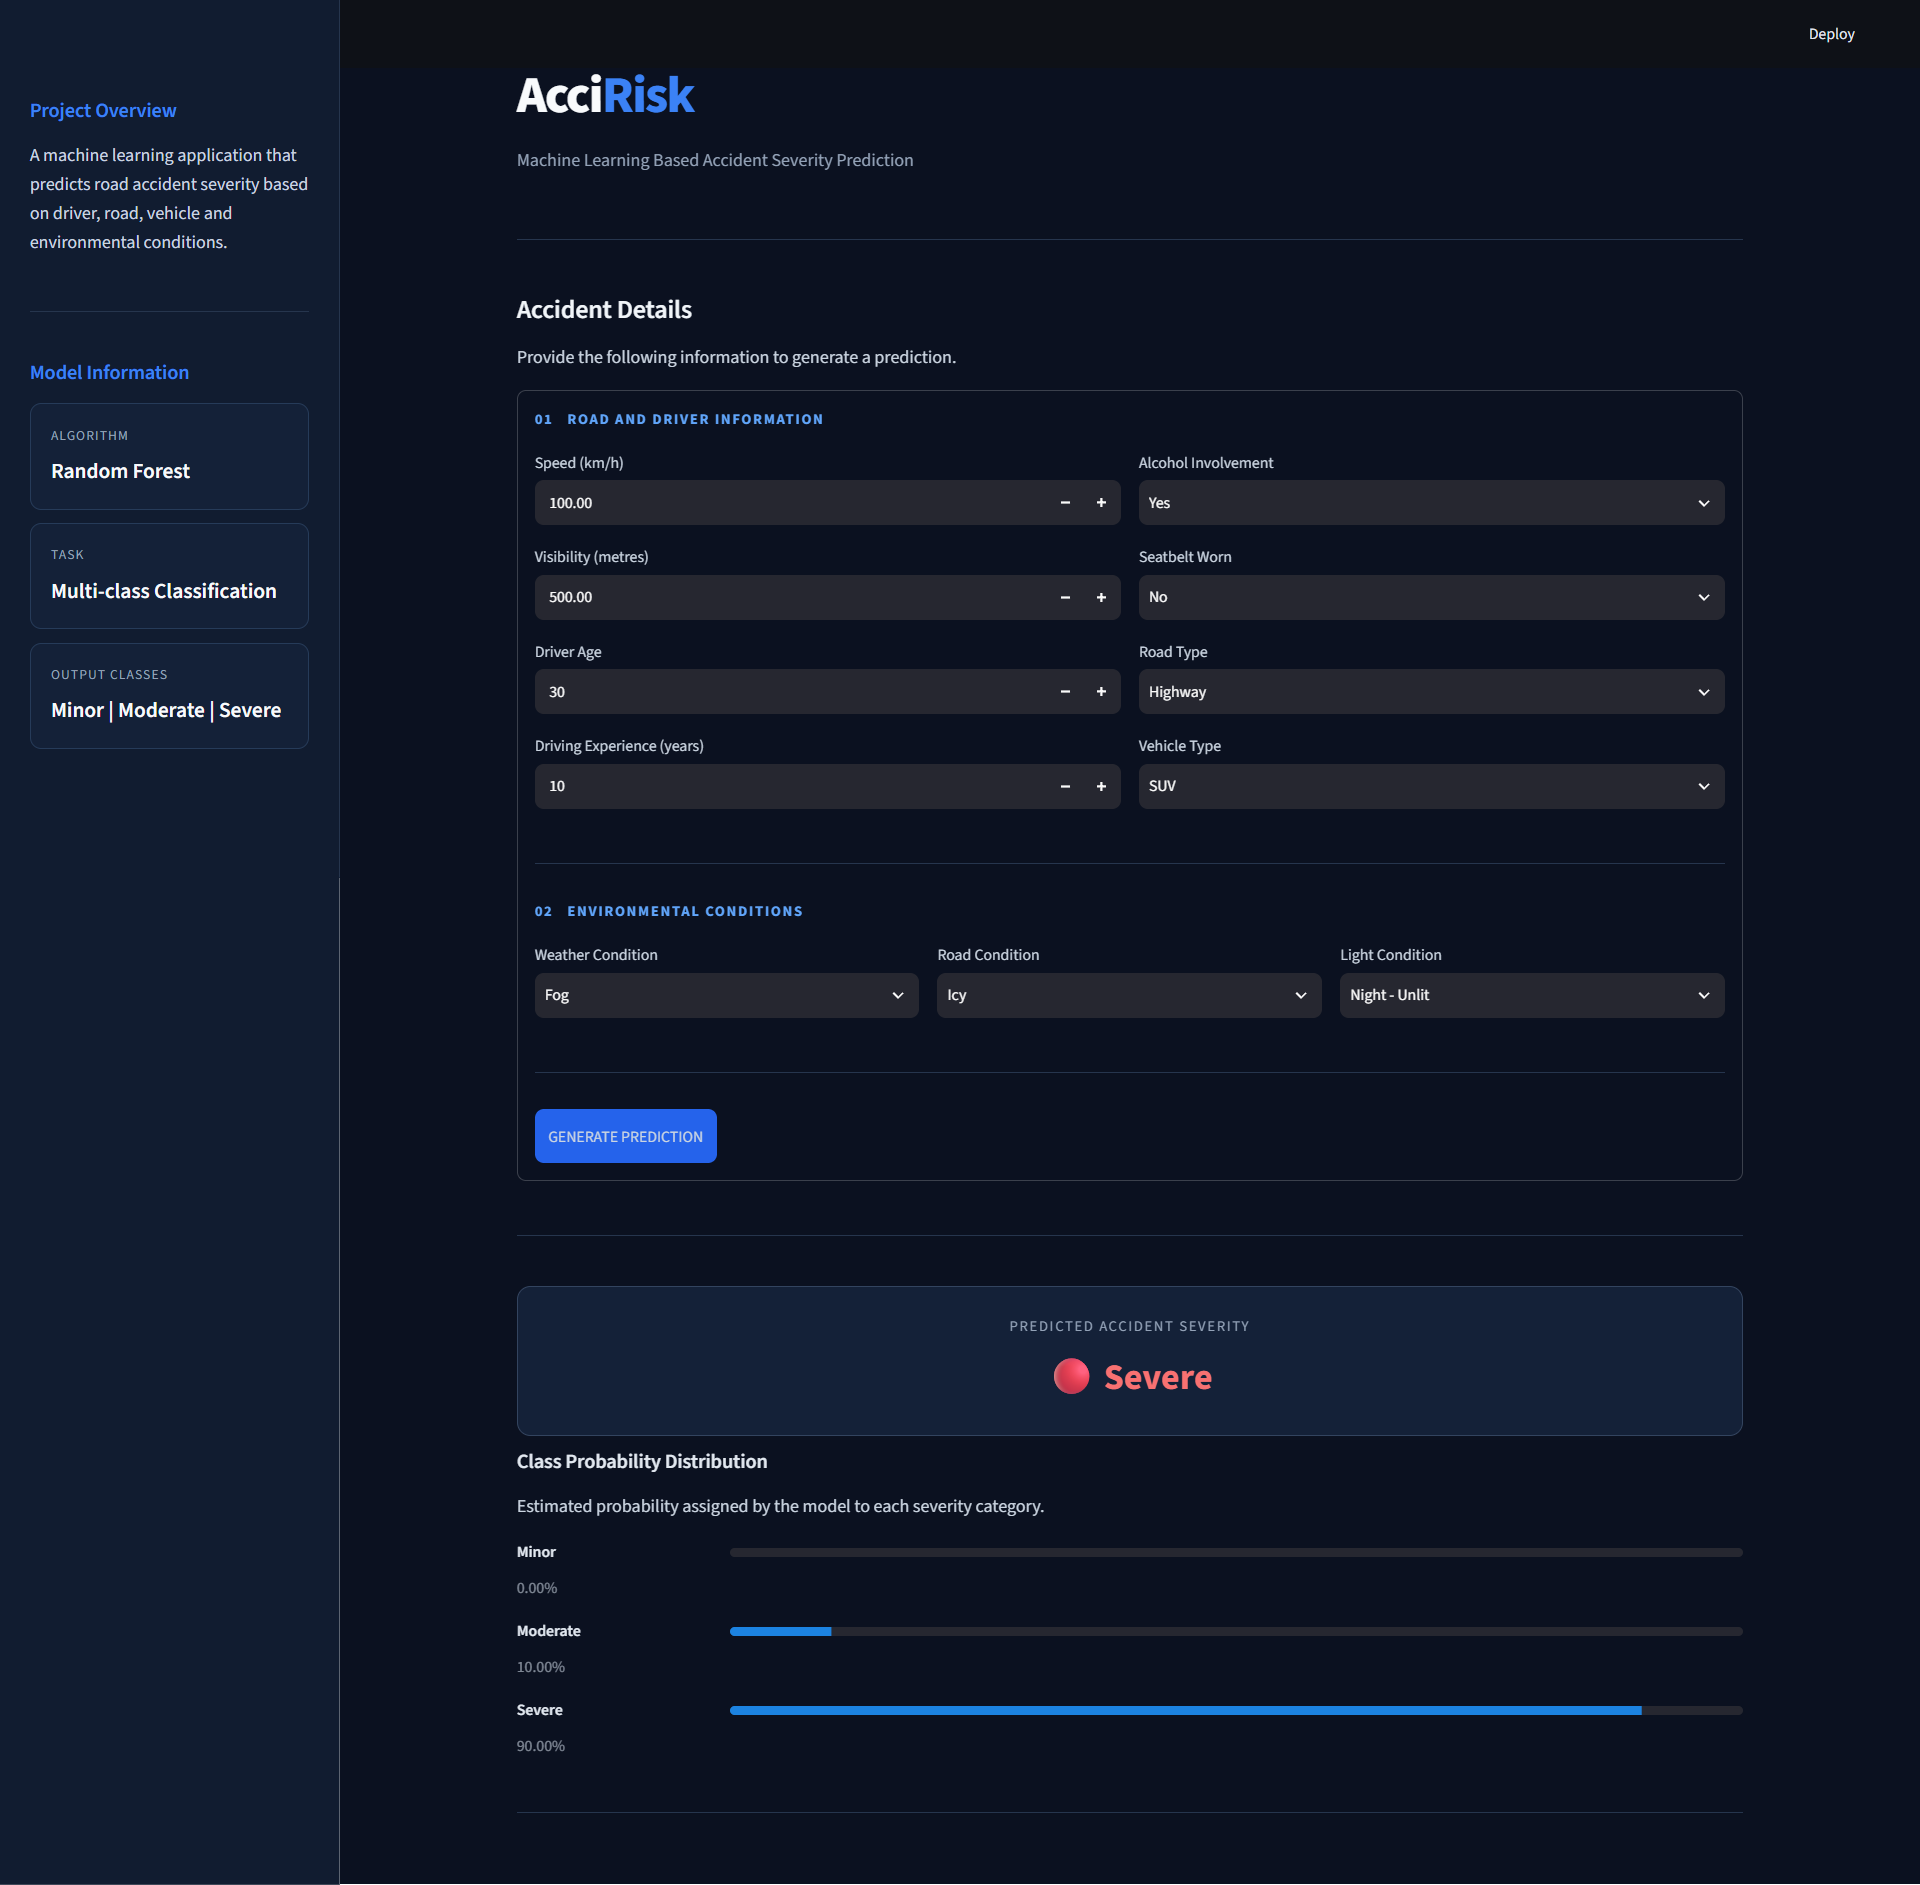 Deploy
Project Overview
A machine learning application that
predicts road accident severity based
on driver, road, vehicle and
environmental conditions.
Model Information
ALGORITHM
Random Forest
TASK
Multi-class Classification
OUTPUT CLASSES
Minor | Moderate | Severe
AcciRisk
Machine Learning Based Accident Severity Prediction
Accident Details
Provide the following information to generate a prediction.
01 ROAD AND DRIVER INFORMATION
Speed (km/h)
100.00
Alcohol Involvement
Yes
Visibility (metres)
500.00
Seatbelt Worn
No
Driver Age
30
Road Type
Highway
Driving Experience (years)
10
Vehicle Type
SUV
02 ENVIRONMENTAL CONDITIONS
Weather Condition
Fog
Road Condition
Icy
Light Condition
Night - Unlit
GENERATE PREDICTION
PREDICTED ACCIDENT SEVERITY
Severe
Class Probability Distribution
Estimated probability assigned by the model to each severity category.
Minor
0.00%
Moderate
10.00%
Severe
90.00%